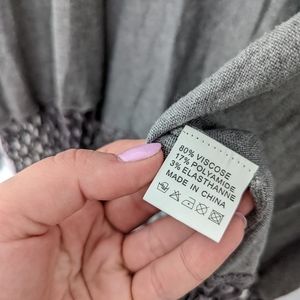 80% VISCOSE
17% POLYAMIDE
3% ELASTHANNE
MADE IN CHINA